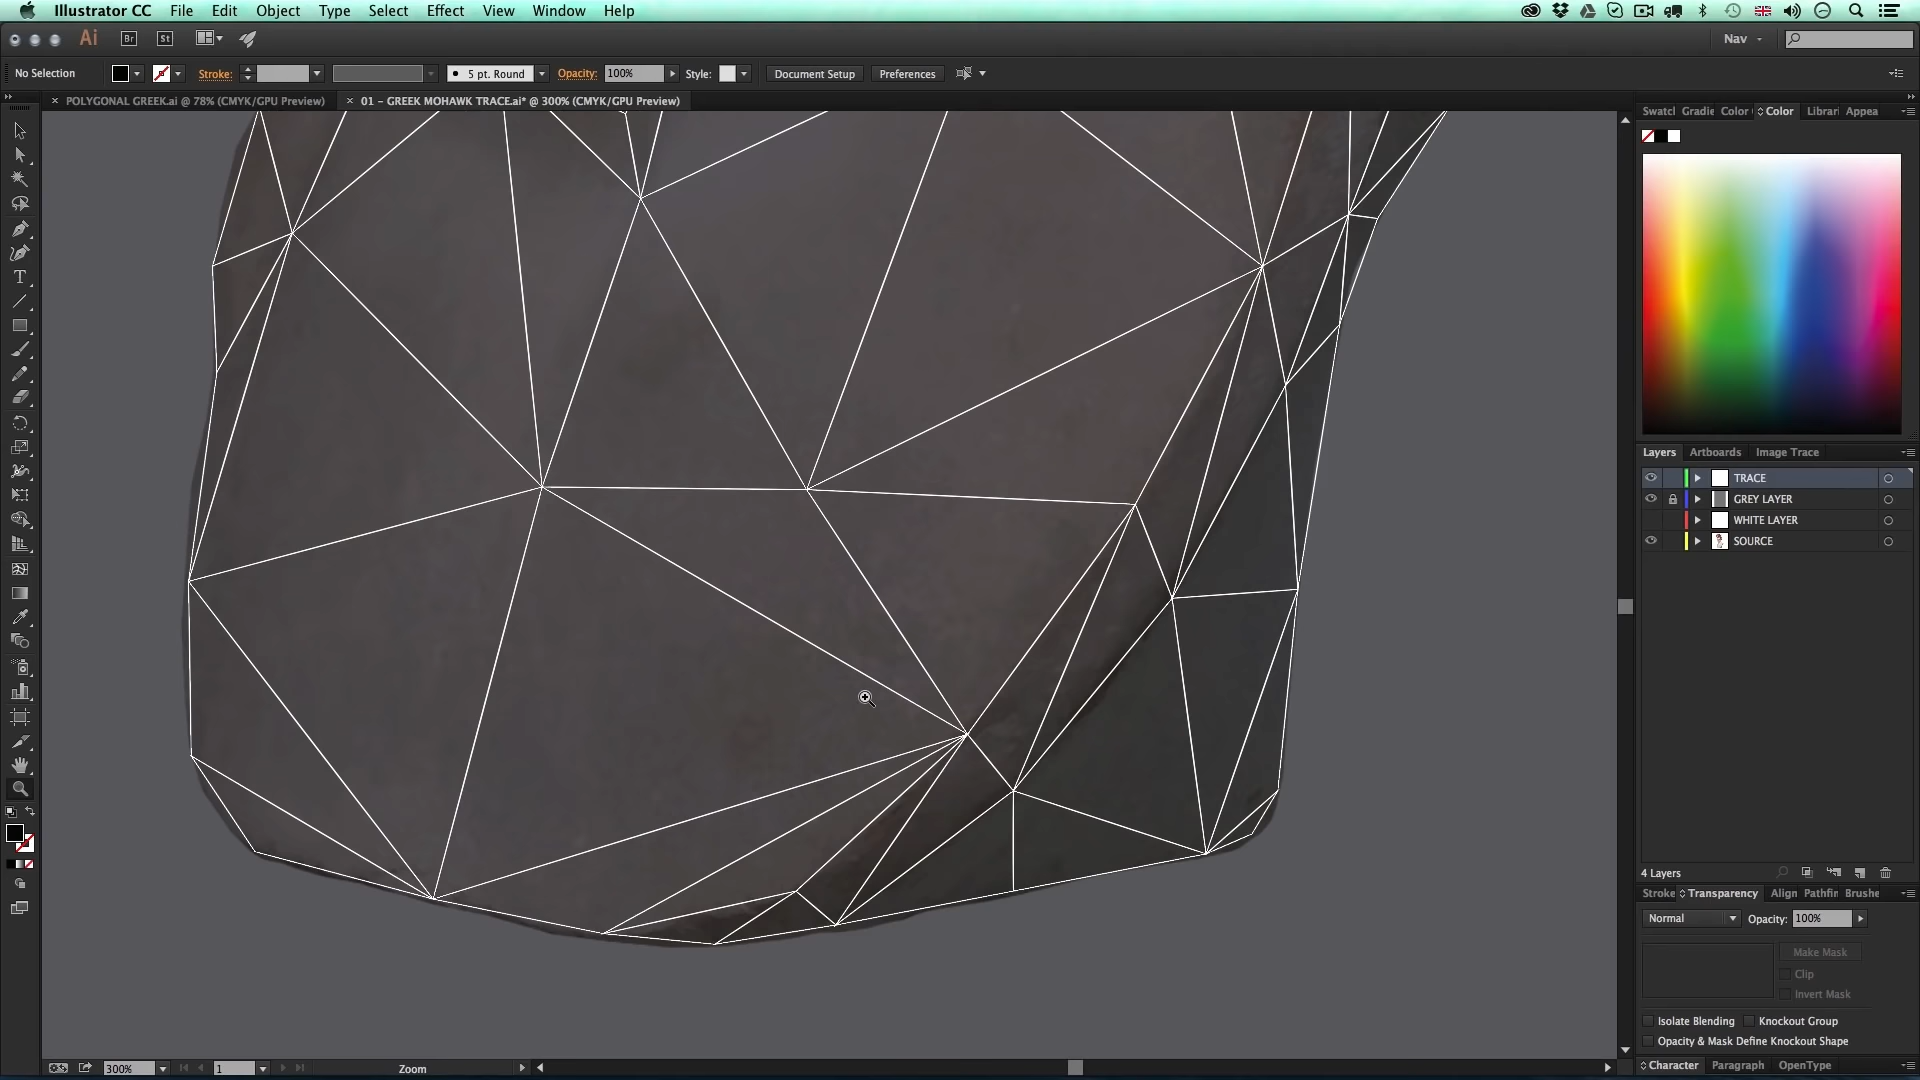 Illustrator CC File Edit Object Type Select Effect View Window Help
Ai Br St Nav
No Selection Stroke: 5 pt. Round Opacity: 100% Style: Document Setup Preferences
× POLYGONAL GREEK.ai @ 78% (CMYK/GPU Preview) × 01 – GREEK MOHAWK TRACE.ai* @ 300% (CMYK/GPU Preview)
Swatcl Gradie Color Color Librari Appea
Layers Artboards Image Trace
TRACE
GREY LAYER
WHITE LAYER
SOURCE
4 Layers
Stroke Transparency Align Pathfin Brushe
Normal Opacity: 100%
Make Mask
Clip
Invert Mask
Isolate Blending Knockout Group
Opacity & Mask Define Knockout Shape
Character Paragraph OpenType
300% 1 Zoom